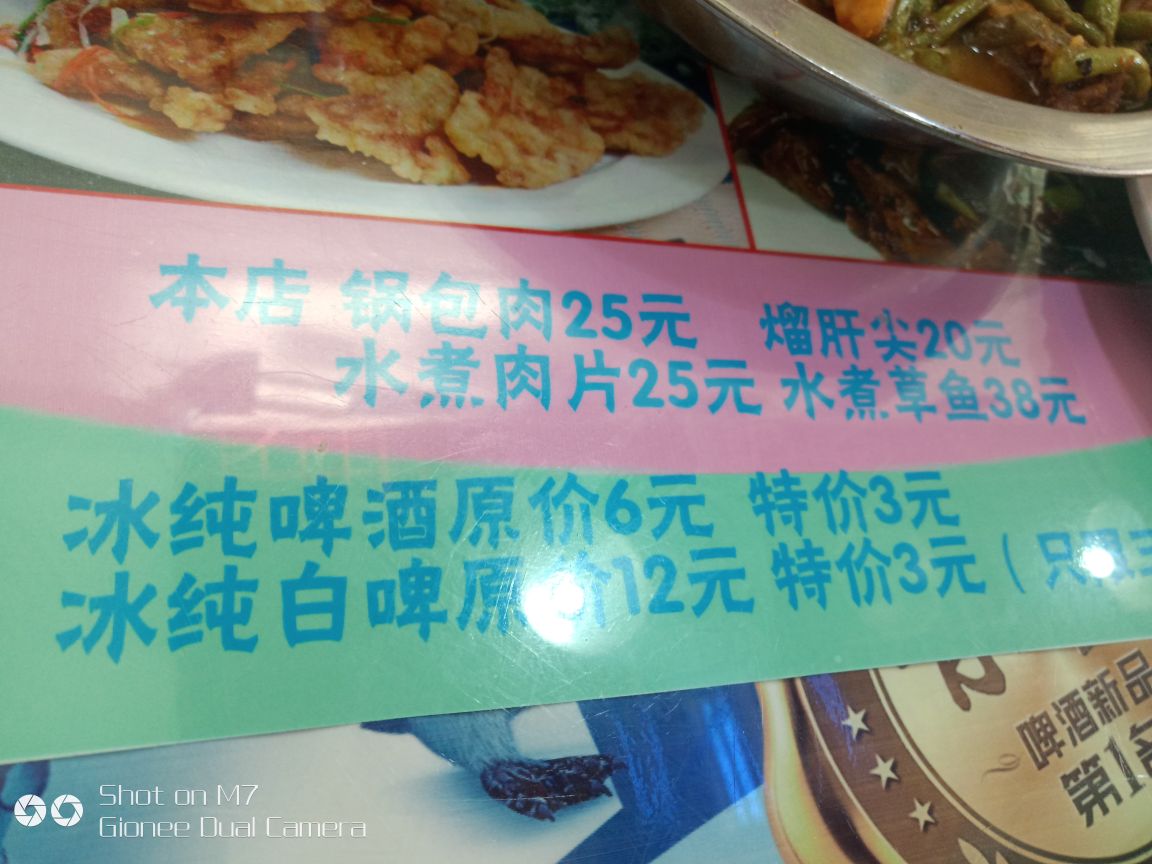 本店 锅包肉25元 熘肝尖20元
水煮肉片25元 水煮草鱼38元
冰纯啤酒原价6元 特价3元
冰纯白啤原价12元 特价3元（只限
啤酒新品
第1
Shot on M7
Gionee Dual Camera